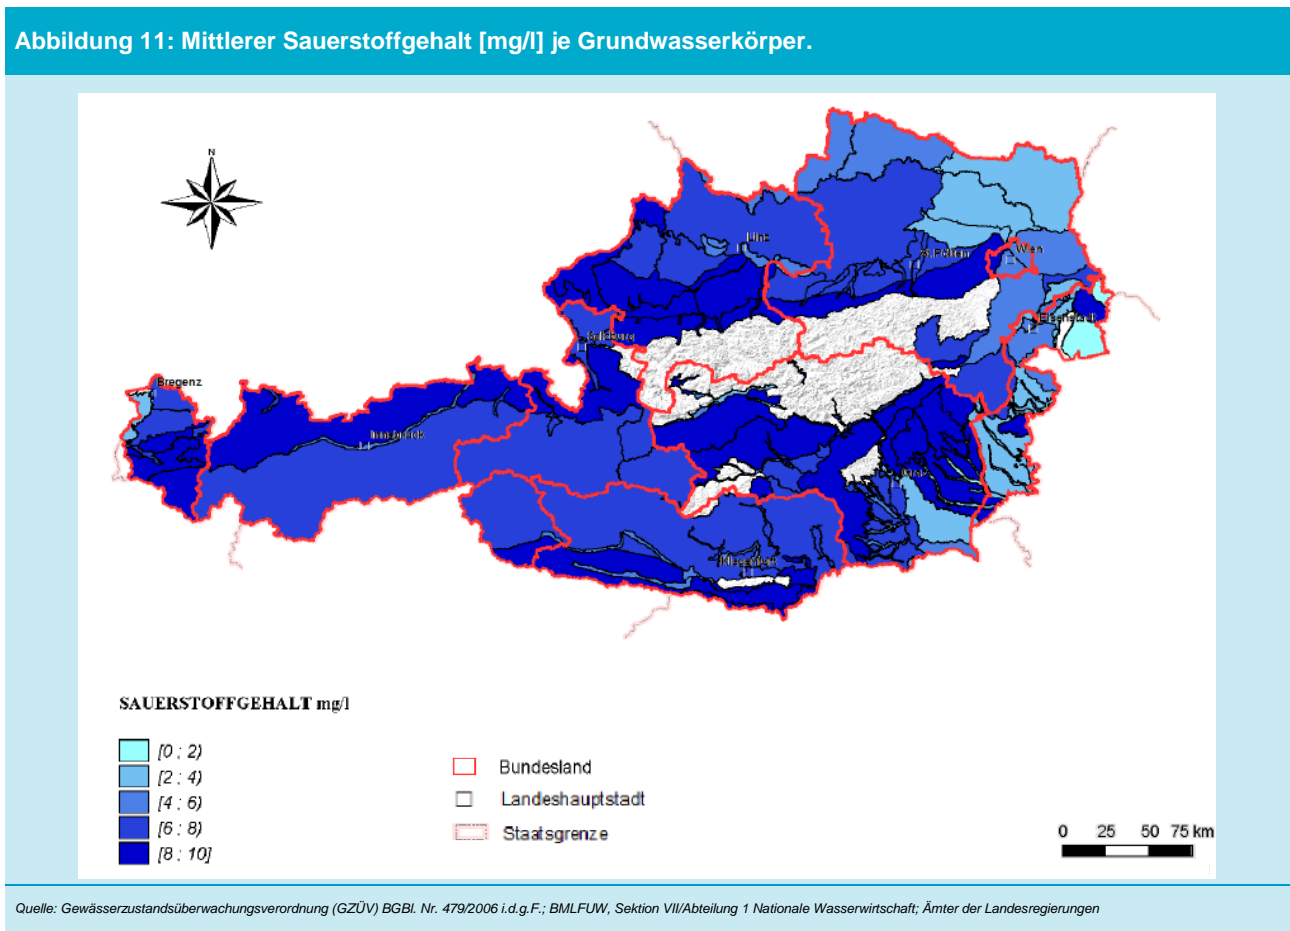 Abbildung 11: Mittlerer Sauerstoffgehalt [mg/l] je Grundwasserkörper.
N
Linz
St. Pölten
Wien
Eisenstadt
Salzburg
Bregenz
Innsbruck
Graz
Klagenfurt
SAUERSTOFFGEHALT mg/l
[0 ; 2)
[2 ; 4)
[4 ; 6)
[6 ; 8)
[8 ; 10]
Bundesland
Landeshauptstadt
Staatsgrenze
0 25 50 75 km
Quelle: Gewässerzustandsüberwachungsverordnung (GZÜV) BGBl. Nr. 479/2006 i.d.g.F.; BMLFUW, Sektion VII/Abteilung 1 Nationale Wasserwirtschaft; Ämter der Landesregierungen